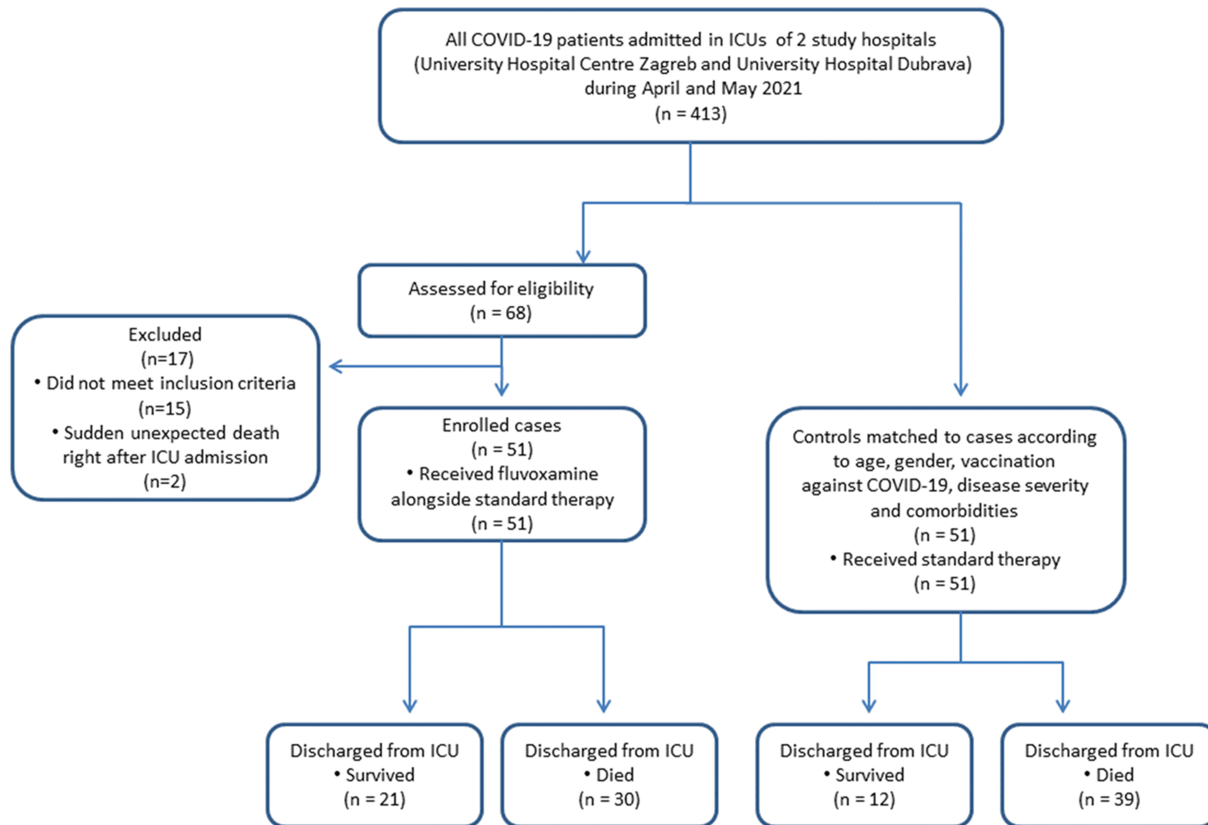 All COVID-19 patients admitted in ICUs of 2 study hospitals
(University Hospital Centre Zagreb and University Hospital Dubrava)
during April and May 2021
(n = 413)
Assessed for eligibility
(n = 68)
Excluded
(n=17)
• Did not meet inclusion criteria
(n=15)
• Sudden unexpected death
right after ICU admission
(n=2)
Enrolled cases
(n = 51)
• Received fluvoxamine
alongside standard therapy
(n = 51)
Controls matched to cases according
to age, gender, vaccination
against COVID-19, disease severity
and comorbidities
(n = 51)
• Received standard therapy
(n = 51)
Discharged from ICU
• Survived
(n = 21)
Discharged from ICU
• Died
(n = 30)
Discharged from ICU
• Survived
(n = 12)
Discharged from ICU
• Died
(n = 39)